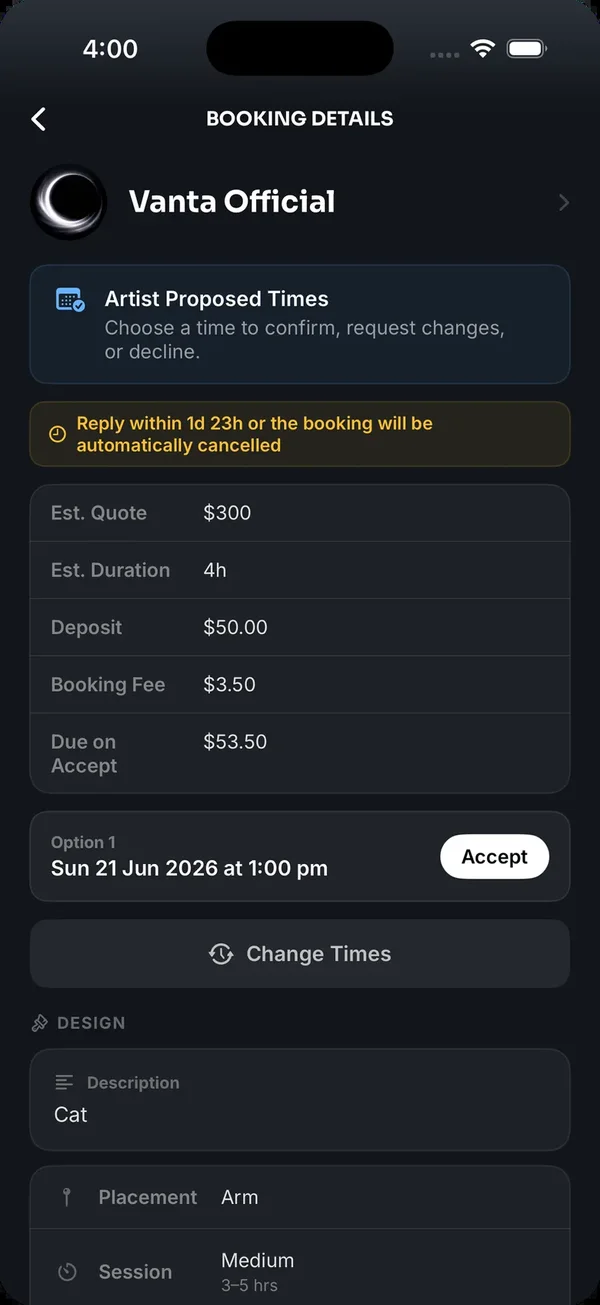 4:00
BOOKING DETAILS
Vanta Official
Artist Proposed Times
Choose a time to confirm, request changes,
or decline.
Reply within 1d 23h or the booking will be
automatically cancelled
Est. Quote $300
Est. Duration 4h
Deposit $50.00
Booking Fee $3.50
Due on $53.50
Accept
Option 1
Sun 21 Jun 2026 at 1:00 pm
Accept
Change Times
DESIGN
Description
Cat
Placement Arm
Session Medium
3–5 hrs